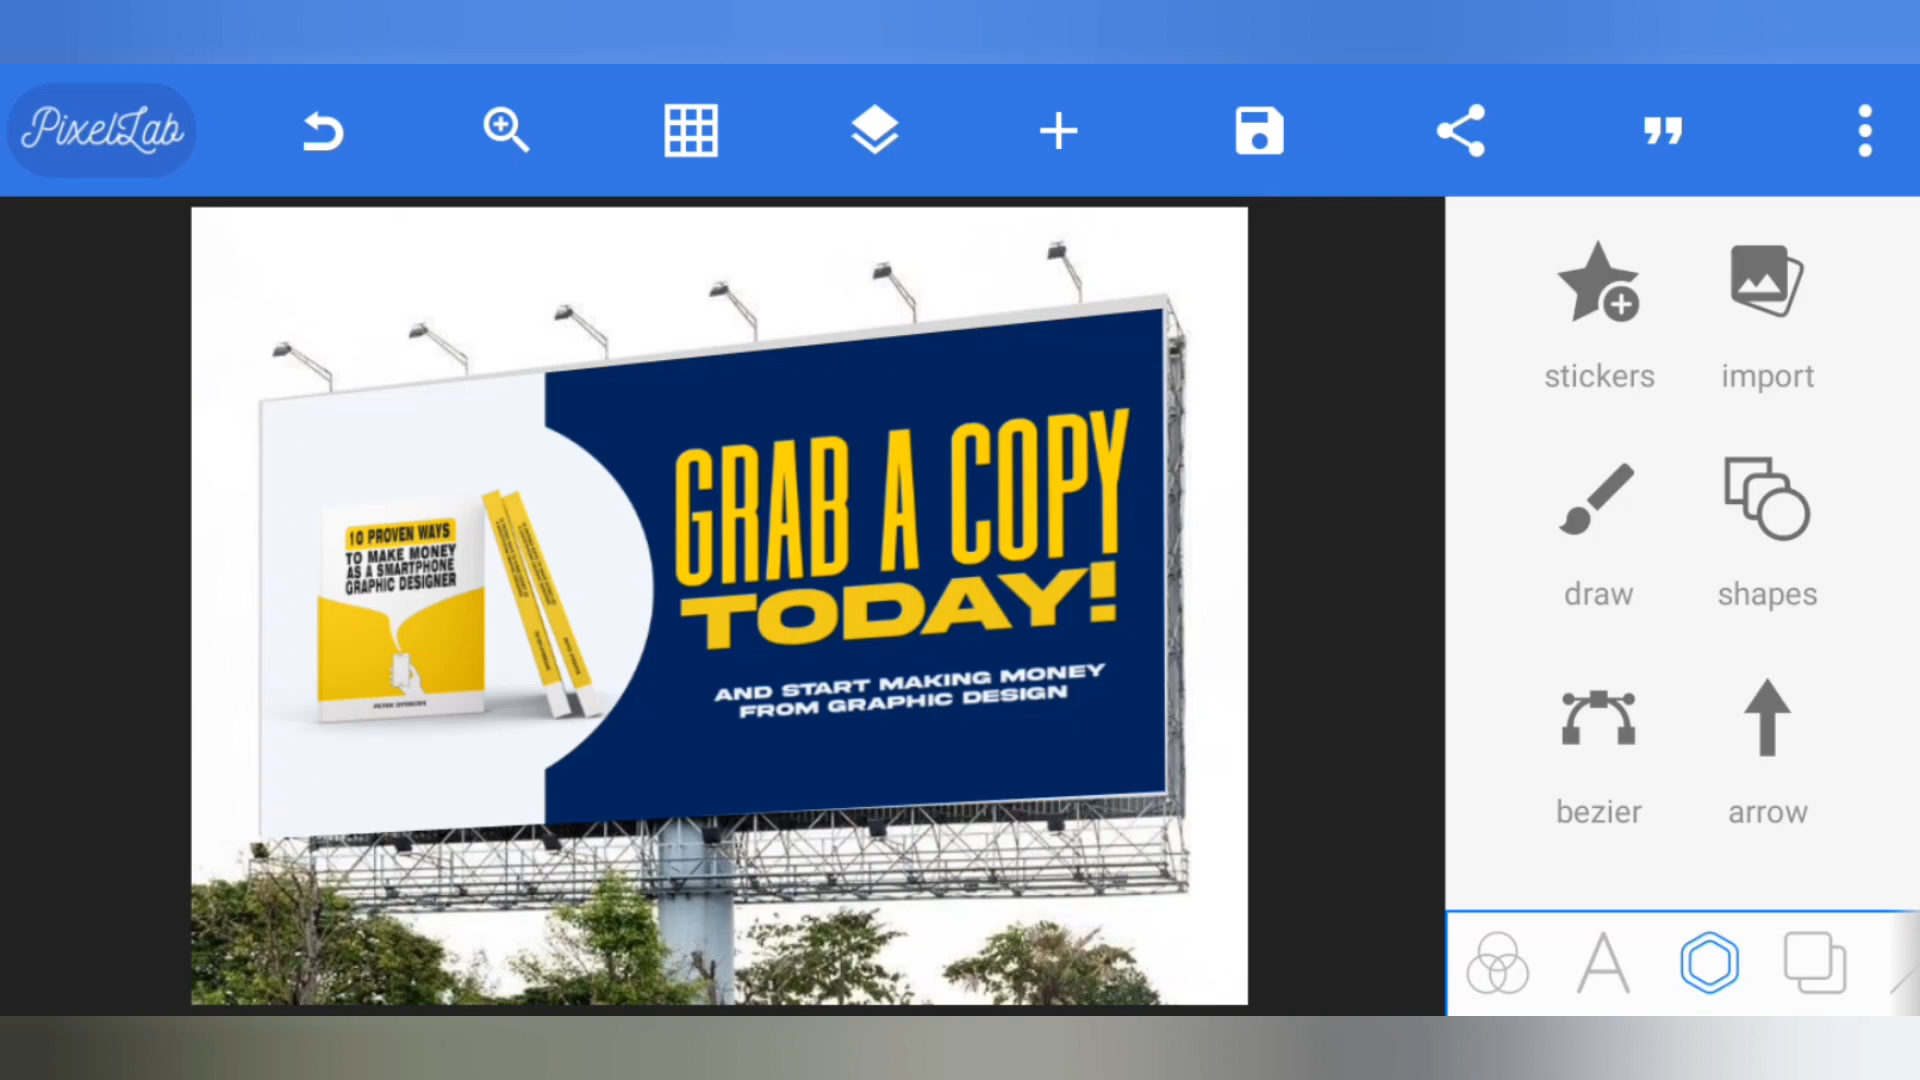 PixelLab
stickers
import
draw
shapes
bezier
arrow
GRAB A COPY
TODAY!
AND START MAKING MONEY
FROM GRAPHIC DESIGN
10 PROVEN WAYS
TO MAKE MONEY
AS A SMARTPHONE
GRAPHIC DESIGNER